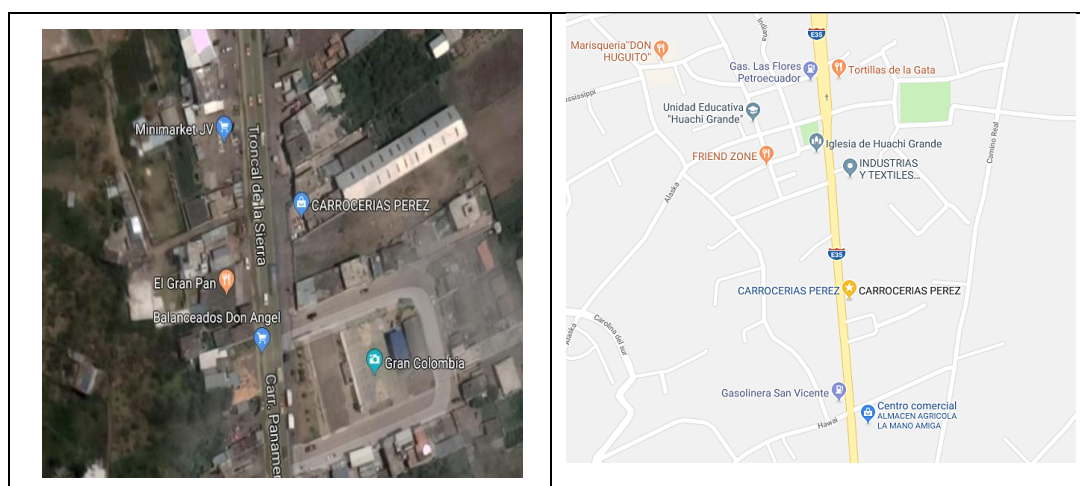 Minimarket JV
Troncal de la Sierra
CARROCERIAS PEREZ
El Gran Pan
Balanceados Don Angel
Gran Colombia
Carr. Panamer
E35
Marisqueria"DON
HUGUITO"
Indiana
Gas. Las Flores
Petroecuador
Tortillas de la Gata
ississippi
Unidad Educativa
"Huachi Grande"
Iglesia de Huachi Grande
FRIEND ZONE
INDUSTRIAS
Y TEXTILES...
Camino Real
Alaska
E35
CARROCERIAS PEREZ
CARROCERIAS PEREZ
Carolina del sur
Alaska
Gasolinera San Vicente
Centro comercial
ALMACEN AGRICOLA
LA MANO AMIGA
Hawai